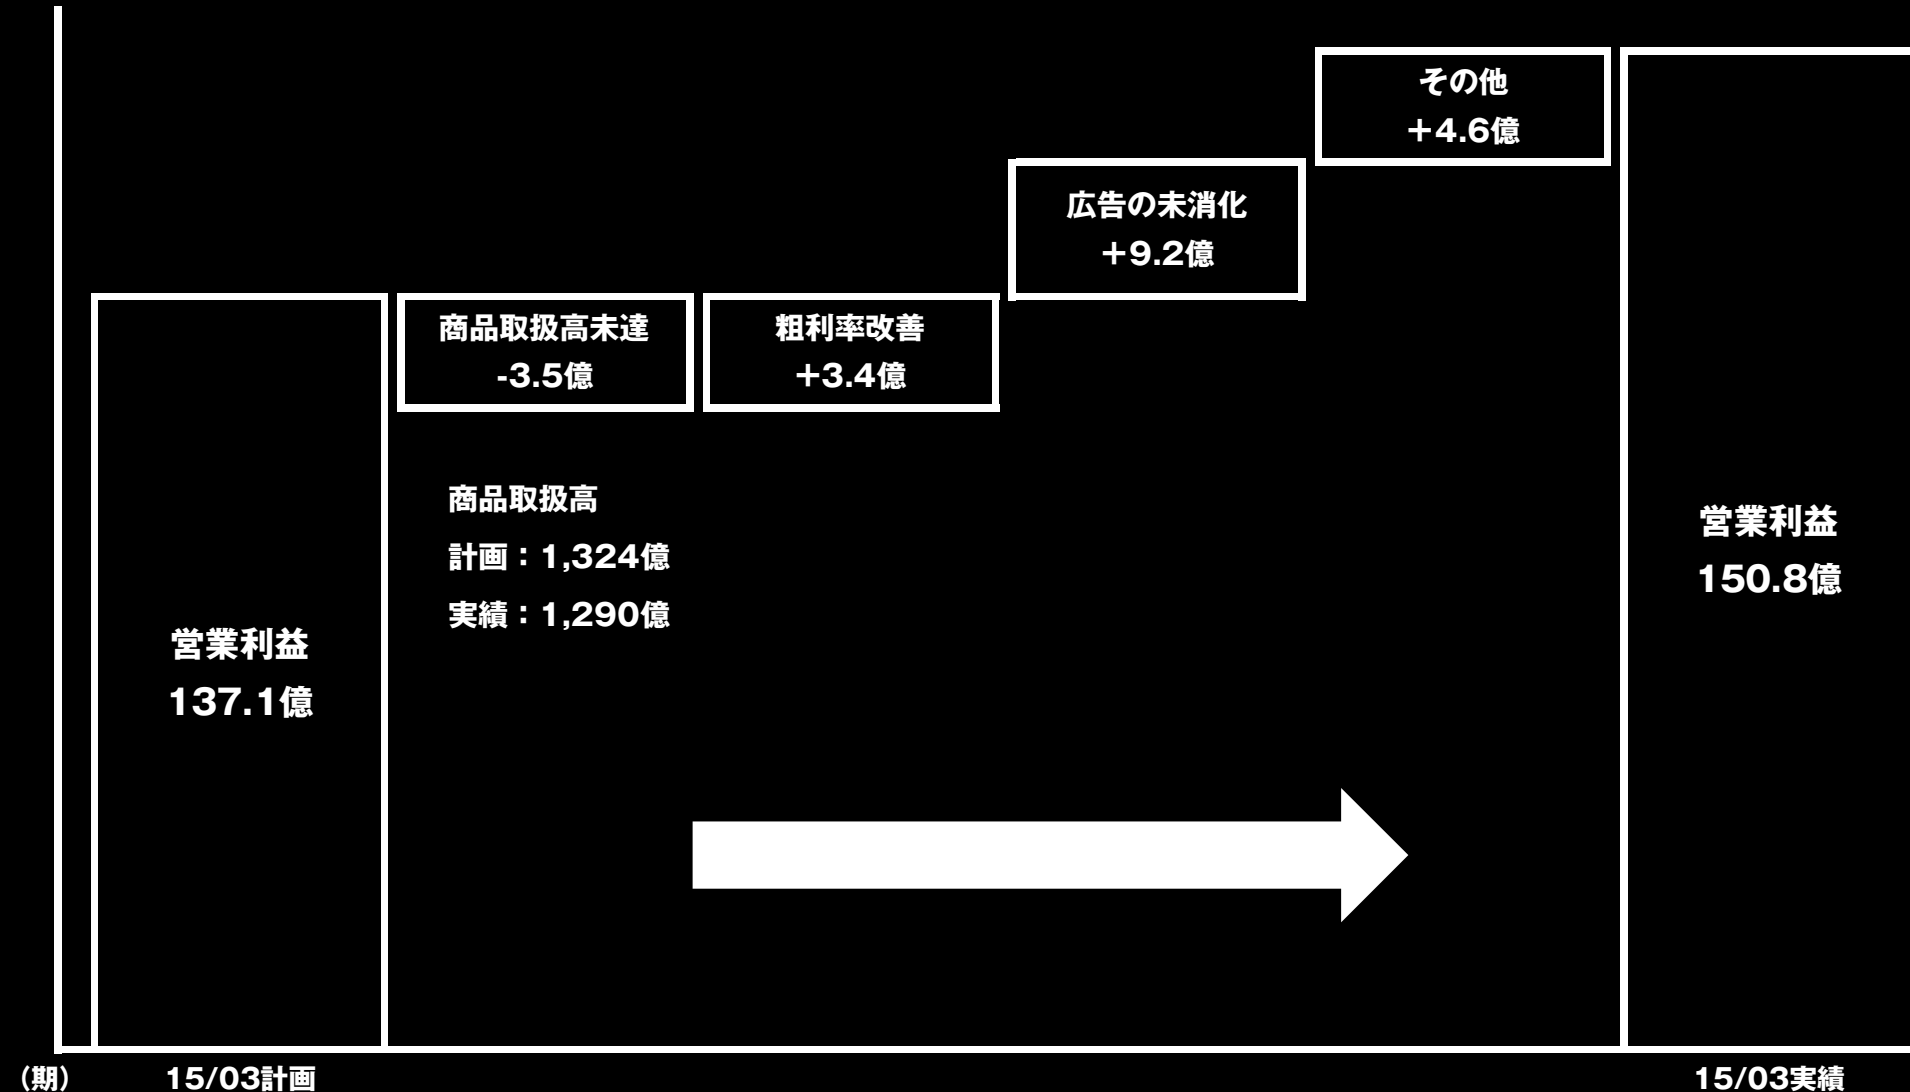 その他
＋4.6億
広告の未消化
＋9.2億
商品取扱高未達
-3.5億
粗利率改善
＋3.4億
商品取扱高
計画：1,324億
実績：1,290億
営業利益
137.1億
営業利益
150.8億
（期）
15/03計画
15/03実績